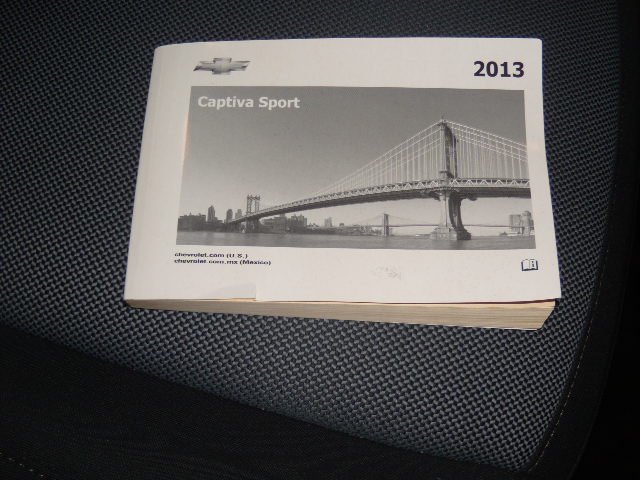 2013
Captiva Sport
chevrolet.com (U.S.)
chevrolet.com.mx (Mexico)